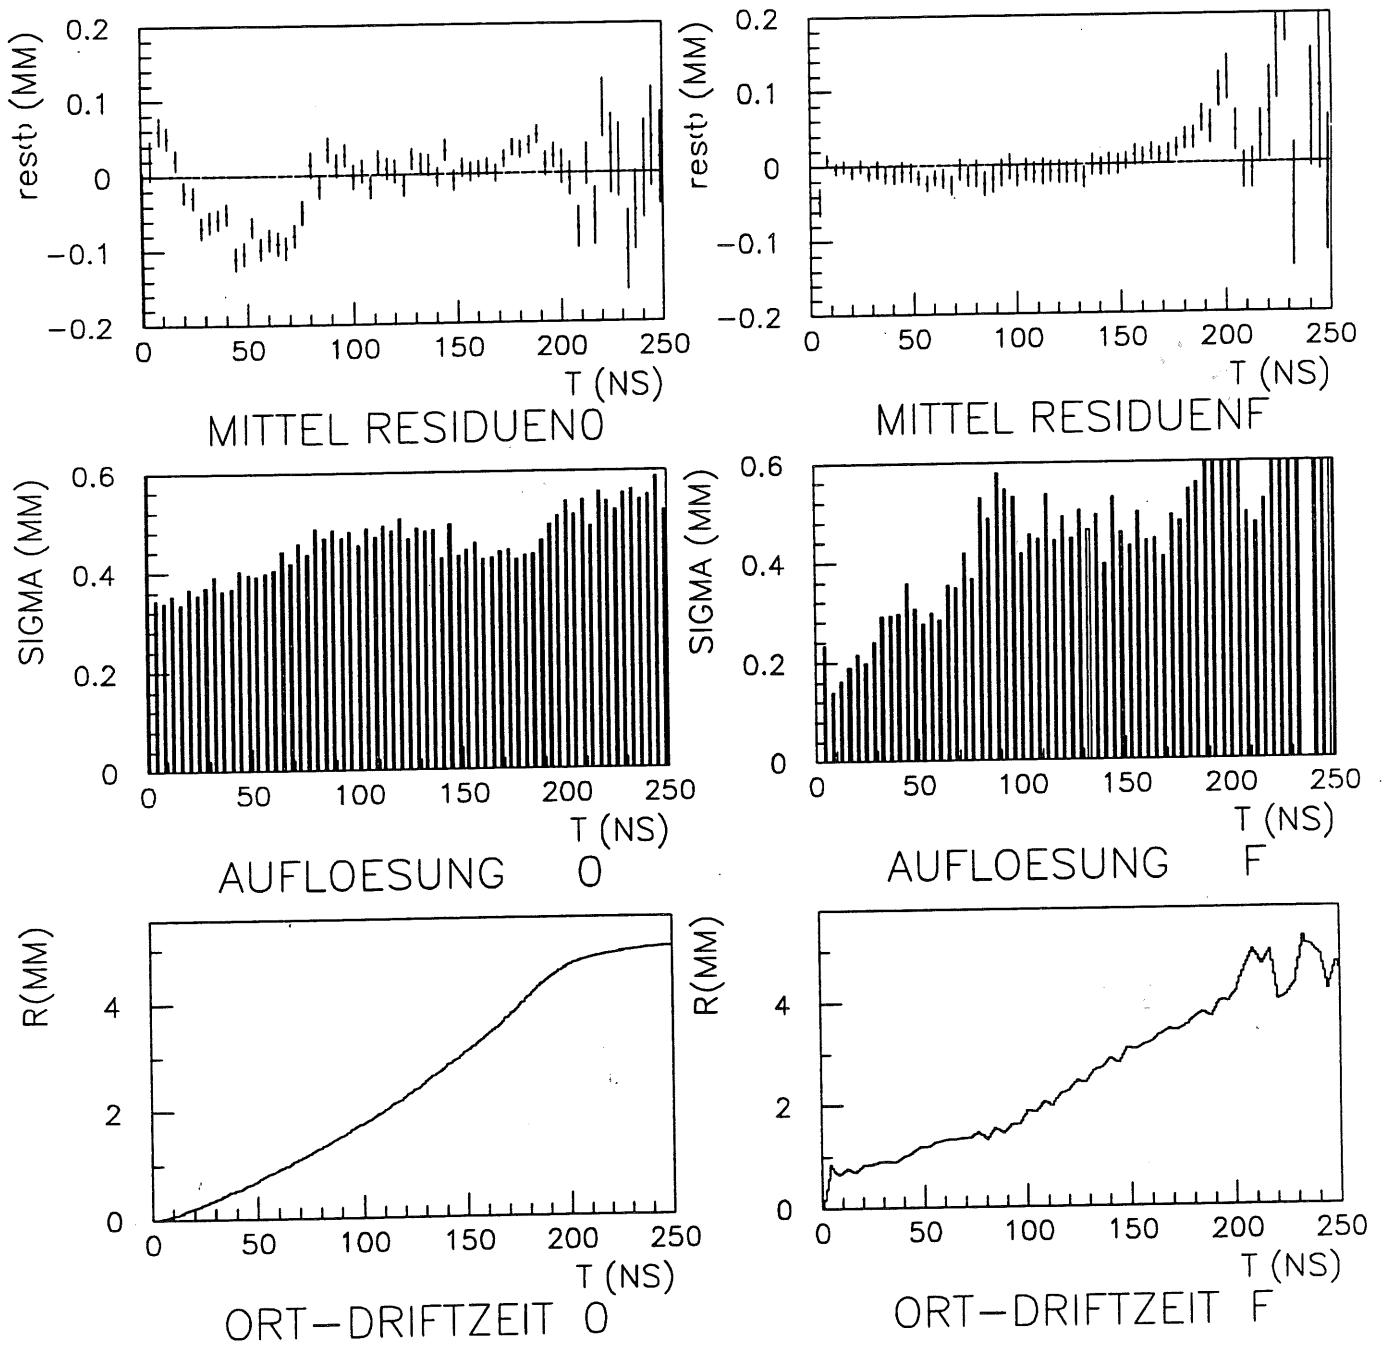 res(t) (MM)
0.2
0.1
0
−0.1
−0.2
0 50 100 150 200 250
T (NS)
MITTEL RESIDUEN0
res(t) (MM)
0.2
0.1
0
−0.1
−0.2
0 50 100 150 200 250
T (NS)
MITTEL RESIDUENF
SIGMA (MM)
0.6
0.4
0.2
0
0 50 100 150 200 250
T (NS)
AUFLOESUNG 0
SIGMA (MM)
0.6
0.4
0.2
0
0 50 100 150 200 250
T (NS)
AUFLOESUNG F
R(MM)
4
2
0
0 50 100 150 200 250
T (NS)
ORT−DRIFTZEIT 0
R(MM)
4
2
0
0 50 100 150 200 250
T (NS)
ORT−DRIFTZEIT F